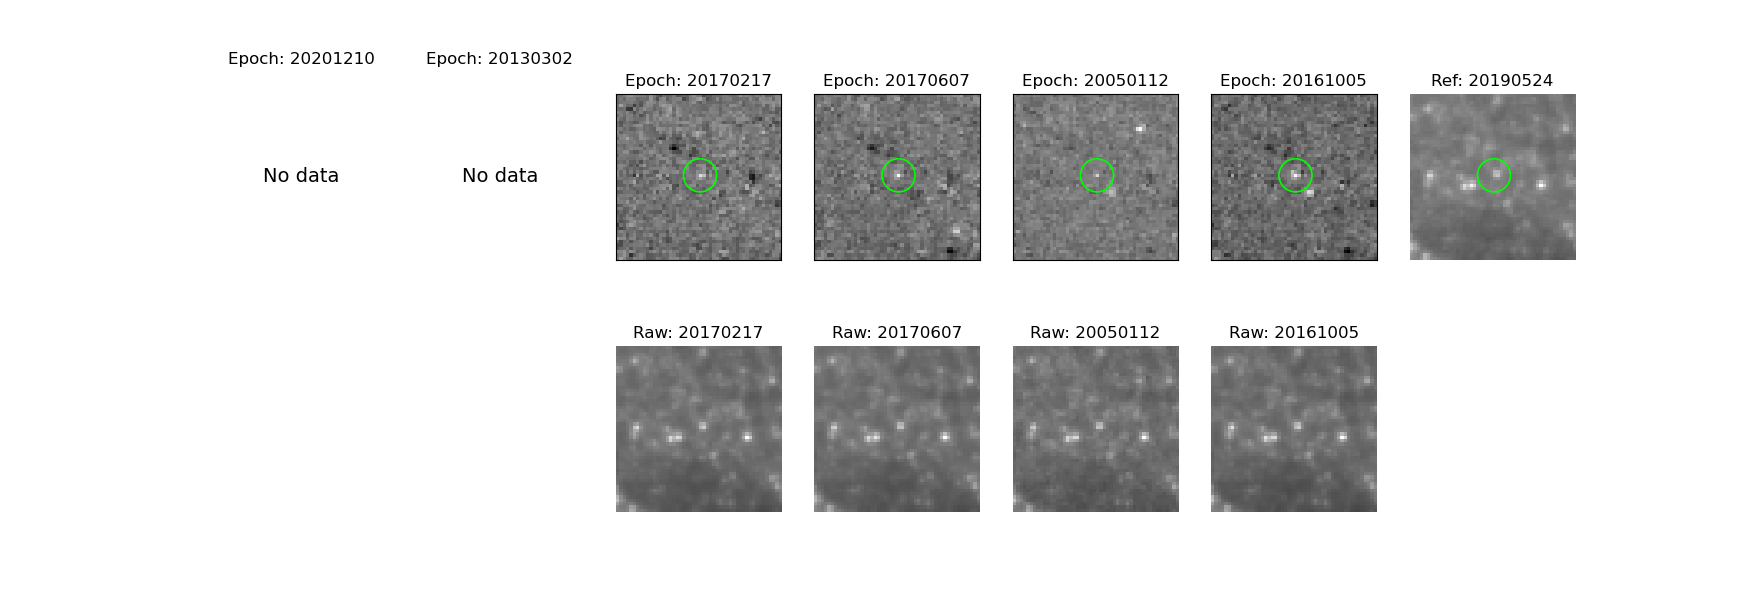 Epoch: 20201210
Epoch: 20130302
Epoch: 20170217
Epoch: 20170607
Epoch: 20050112
Epoch: 20161005
Ref: 20190524
No data
No data
Raw: 20170217
Raw: 20170607
Raw: 20050112
Raw: 20161005